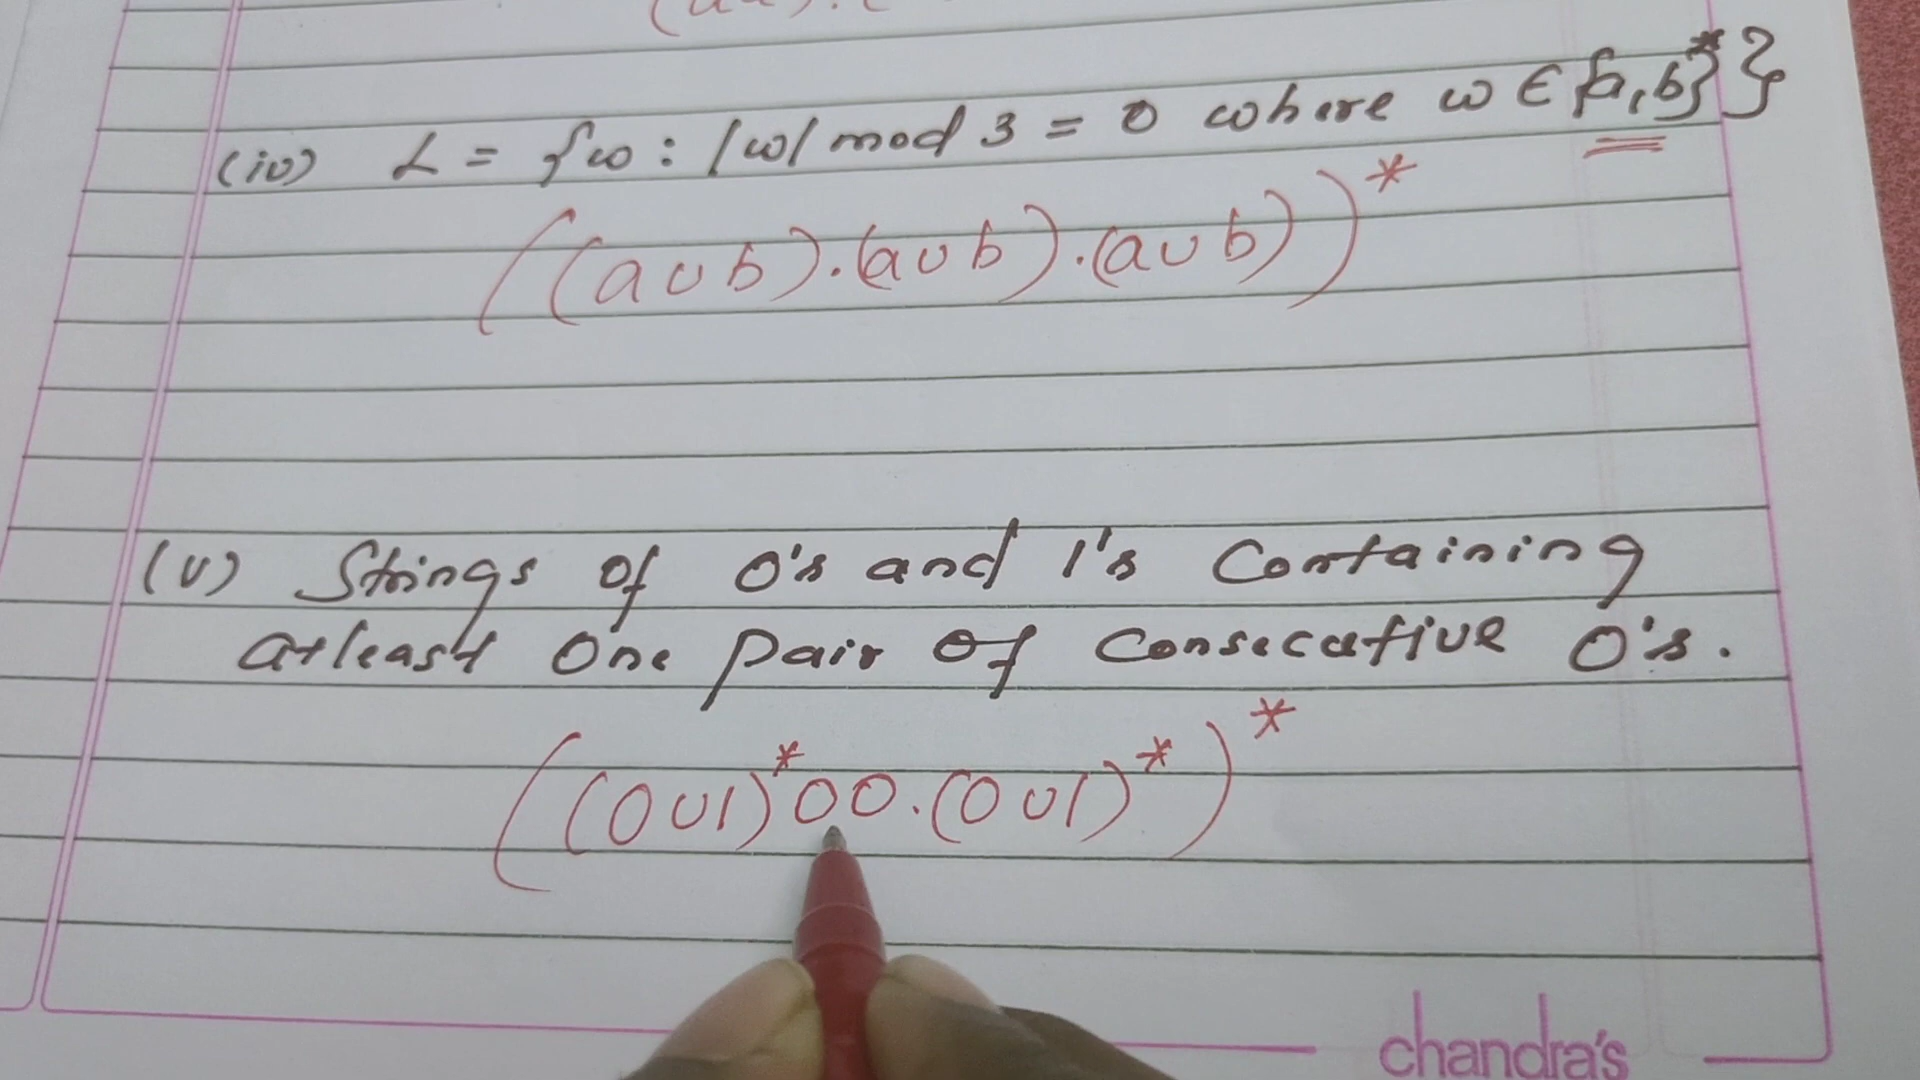 (iv) L = {w : |w| mod 3 = 0 where w ∈ {a,b}*}
((a∪b).(a∪b).(a∪b))*
(v) Strings of 0's and 1's Containing
atleast One pair of Consecutive 0's.
((0∪1)*00.(0∪1)*)*
chandra's